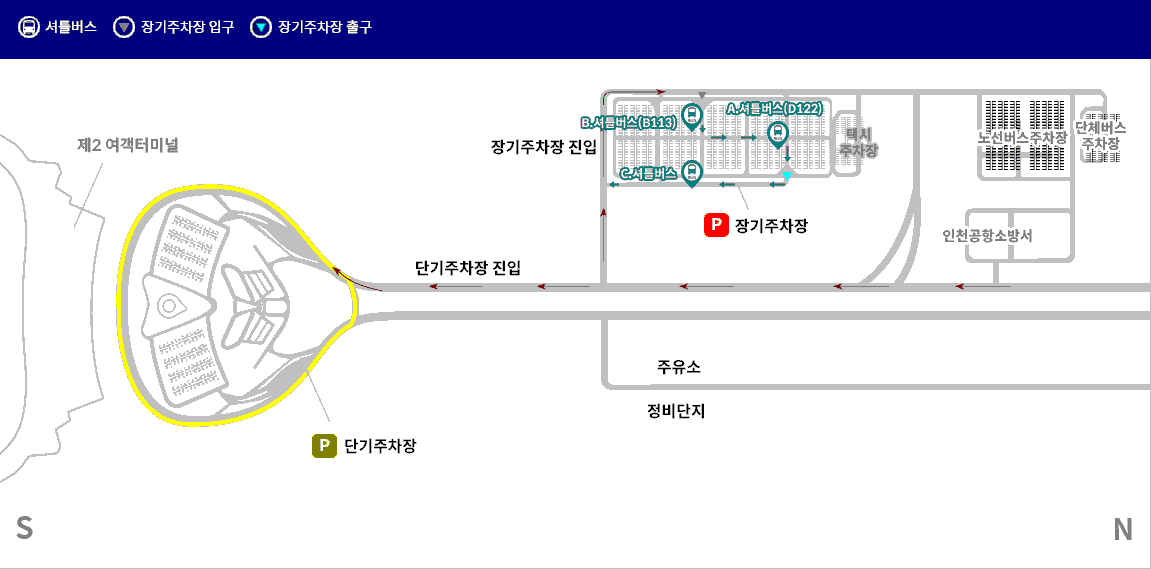 셔틀버스
장기주차장 입구
장기주차장 출구
제2 여객터미널
장기주차장 진입
B.셔틀버스(B113)
A.셔틀버스(D122)
C.셔틀버스
택시
주차장
노선버스주차장
단체버스
주차장
P 장기주차장
인천공항소방서
단기주차장 진입
주유소
정비단지
P 단기주차장
S
N